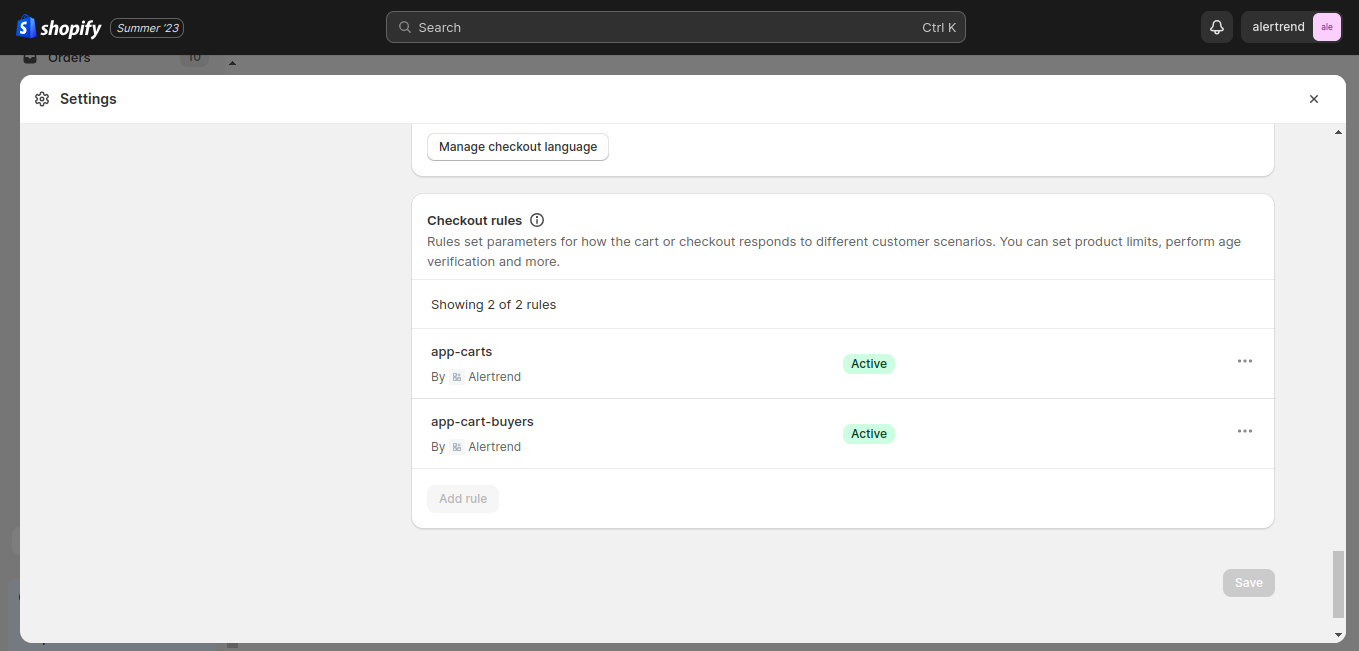 shopify
Summer '23
Search
Ctrl K
alertrend
ale
Orders
10
Settings
Manage checkout language
Checkout rules
Rules set parameters for how the cart or checkout responds to different customer scenarios. You can set product limits, perform age
verification and more.
Showing 2 of 2 rules
app-carts
Active
By Alertrend
app-cart-buyers
Active
By Alertrend
Add rule
Save